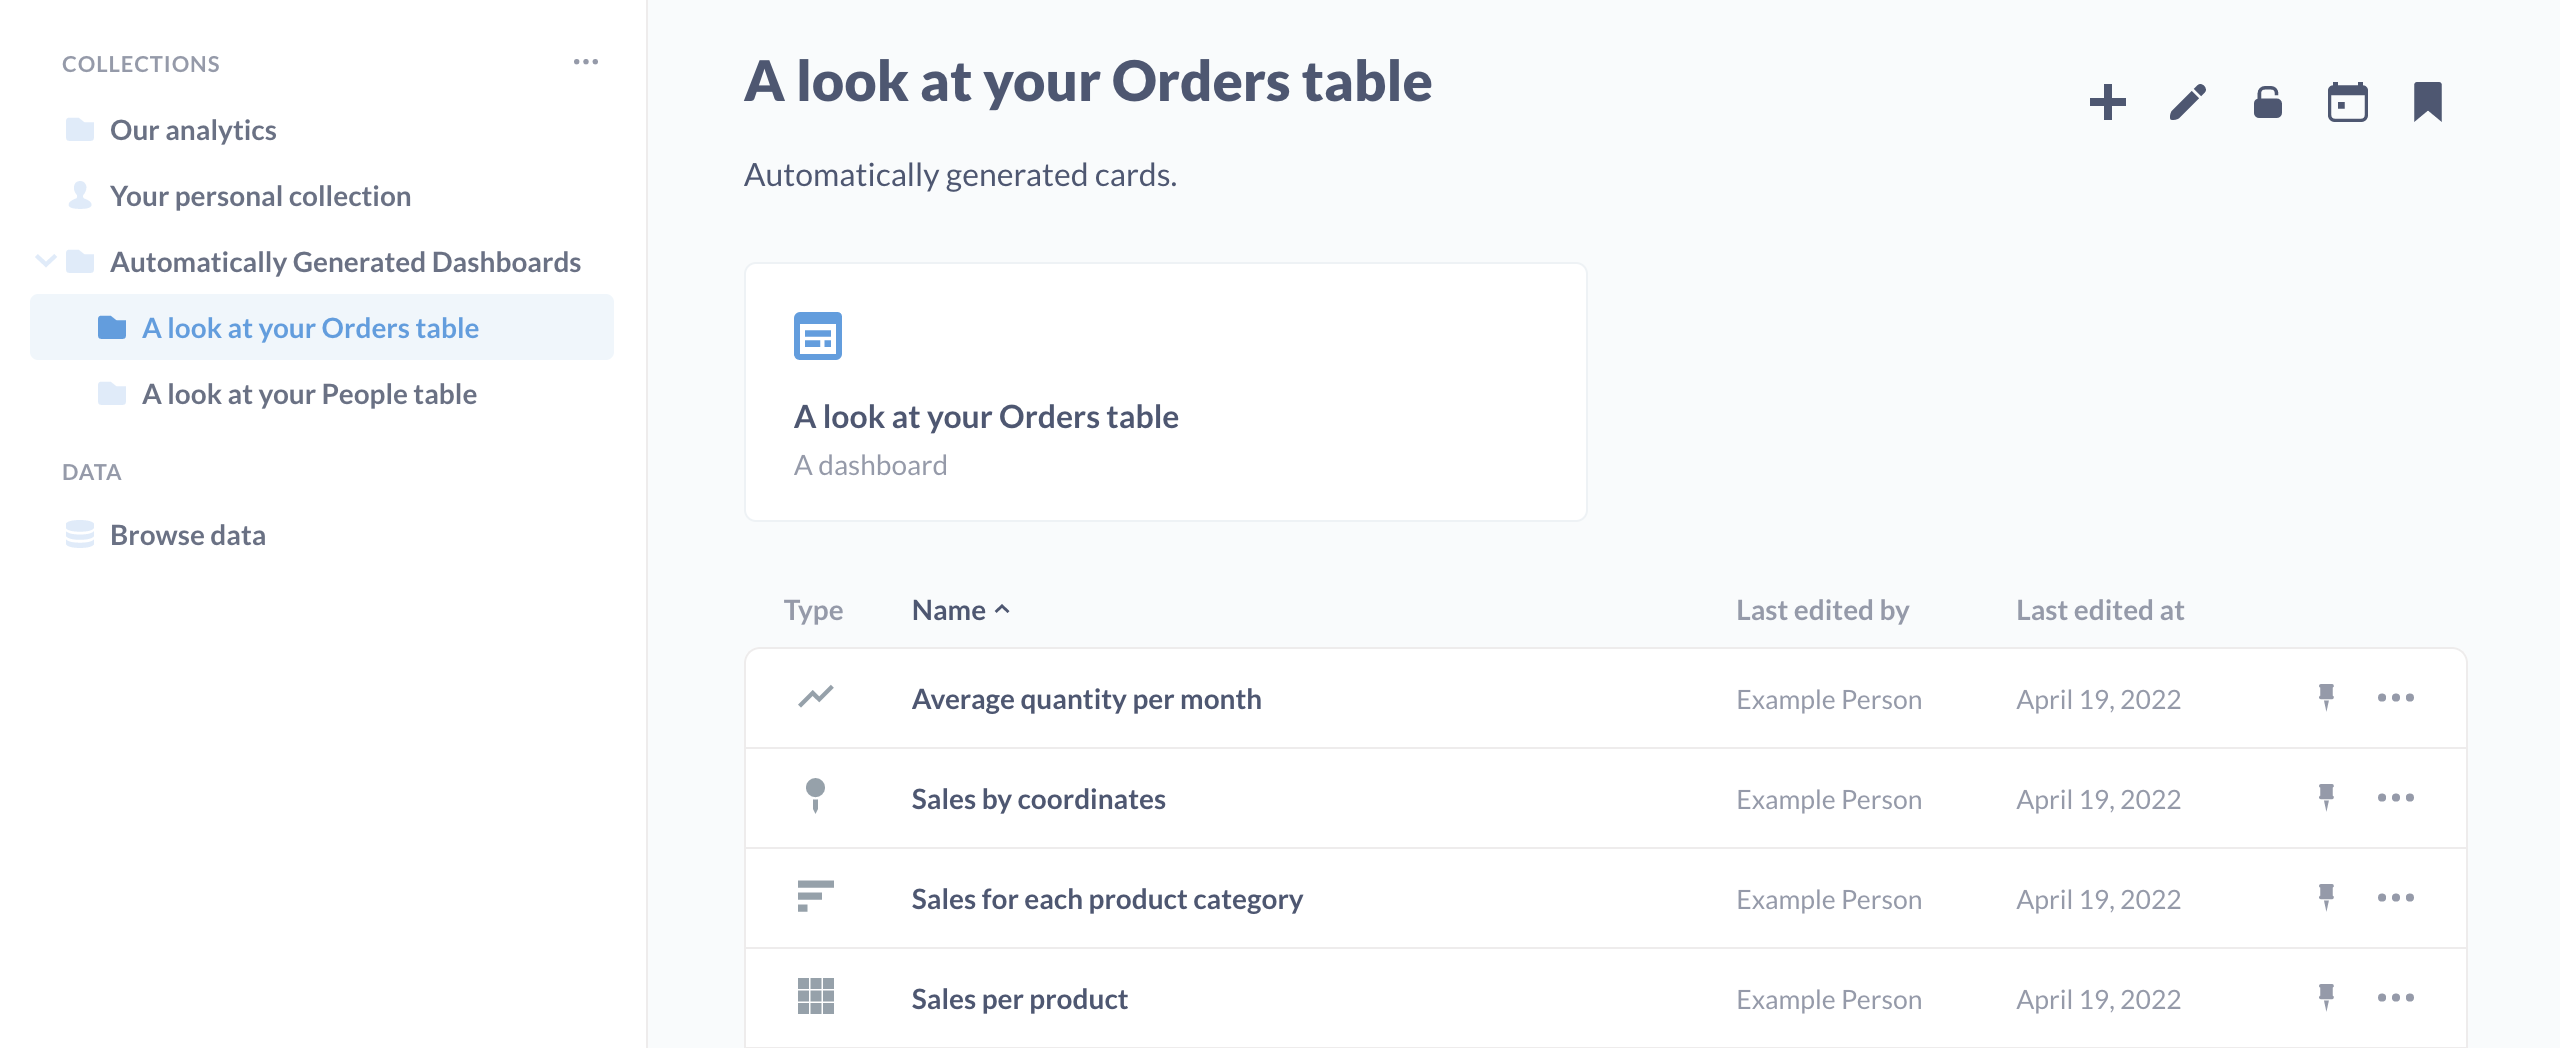 COLLECTIONS
Our analytics
Your personal collection
Automatically Generated Dashboards
A look at your Orders table
A look at your People table
DATA
Browse data
A look at your Orders table
Automatically generated cards.
A look at your Orders table
A dashboard
Type Name Last edited by Last edited at
Average quantity per month Example Person April 19, 2022
Sales by coordinates Example Person April 19, 2022
Sales for each product category Example Person April 19, 2022
Sales per product Example Person April 19, 2022